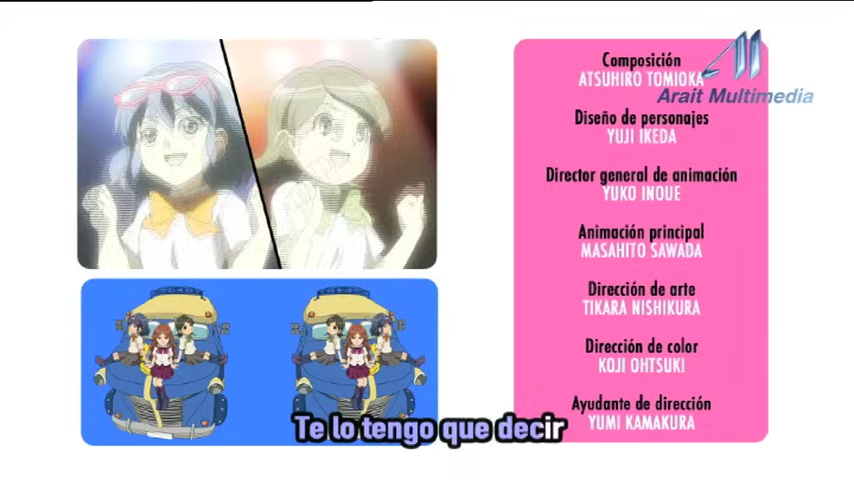 Composición
ATSUHIRO TOMIOKA
Arait Multimedia
Diseño de personajes
YUJI IKEDA
Director general de animación
YUKO INOUE
Animación principal
MASAHITO SAWADA
Dirección de arte
TIKARA NISHIKURA
Dirección de color
KOJI OHTSUKI
Ayudante de dirección
YUMI KAMAKURA
Te lo tengo que decir